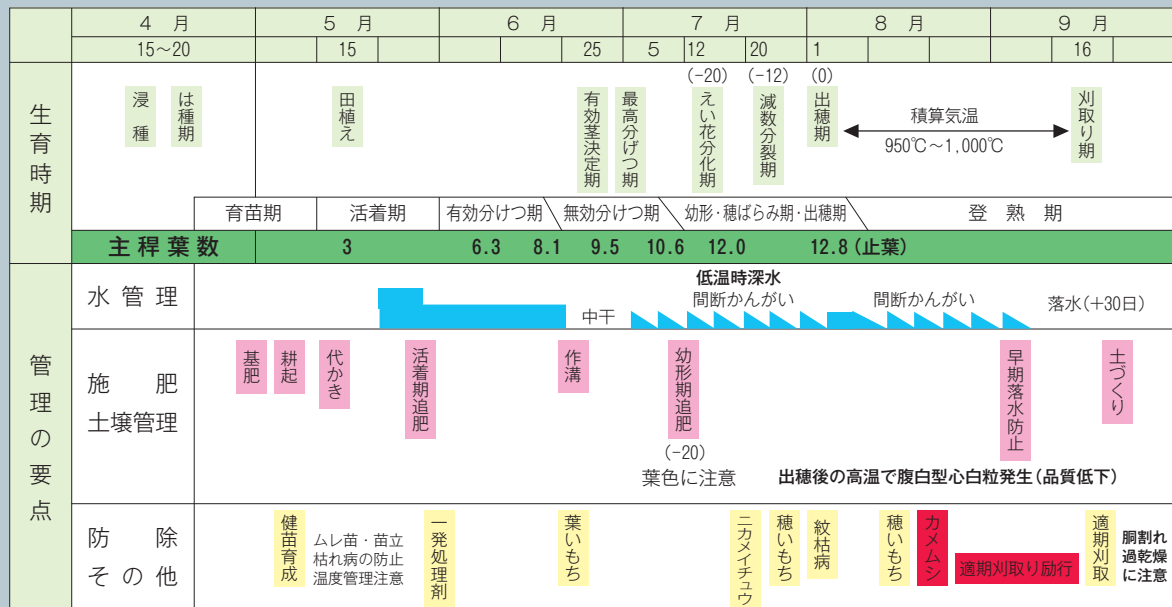 ４月 ５月 ６月 ７月 ８月 ９月
15〜20 15 25 5 12 20 1 16
生育時期
(−20) (−12) (0)
浸種
は種期
田植え
有効茎決定期
最高分げつ期
えい花分化期
減数分裂期
出穂期
積算気温
950℃〜1,000℃
刈取り期
育苗期 活着期 有効分けつ期 無効分けつ期 幼形・穂ばらみ期・出穂期 登熟期
主稈葉数 3 6.3 8.1 9.5 10.6 12.0 12.8(止葉)
管理の要点
水管理
中干
低温時深水
間断かんがい
間断かんがい
落水(+30日)
施肥
土壌管理
基肥
耕起
代かき
活着期追肥
作溝
幼形期追肥
(−20)
葉色に注意
早期落水防止
土づくり
出穂後の高温で腹白型心白粒発生(品質低下)
防除
その他
健苗育成
ムレ苗・苗立
枯れ病の防止
温度管理注意
一発処理剤
葉いもち
ニカメイチュウ
穂いもち
紋枯病
穂いもち
カメムシ
適期刈取り励行
適期刈取
胴割れ
過乾燥
に注意